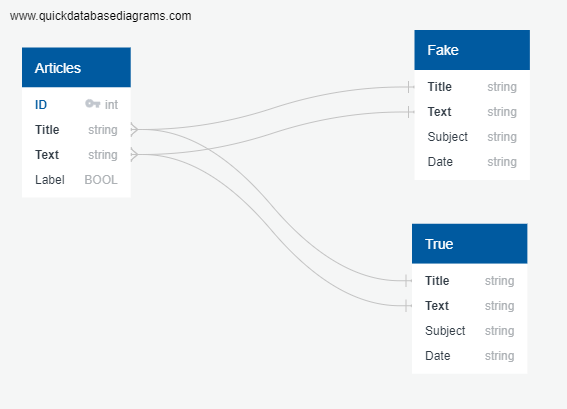 www.quickdatabasediagrams.com
Articles
ID int
Title string
Text string
Label BOOL
Fake
Title string
Text string
Subject string
Date string
True
Title string
Text string
Subject string
Date string